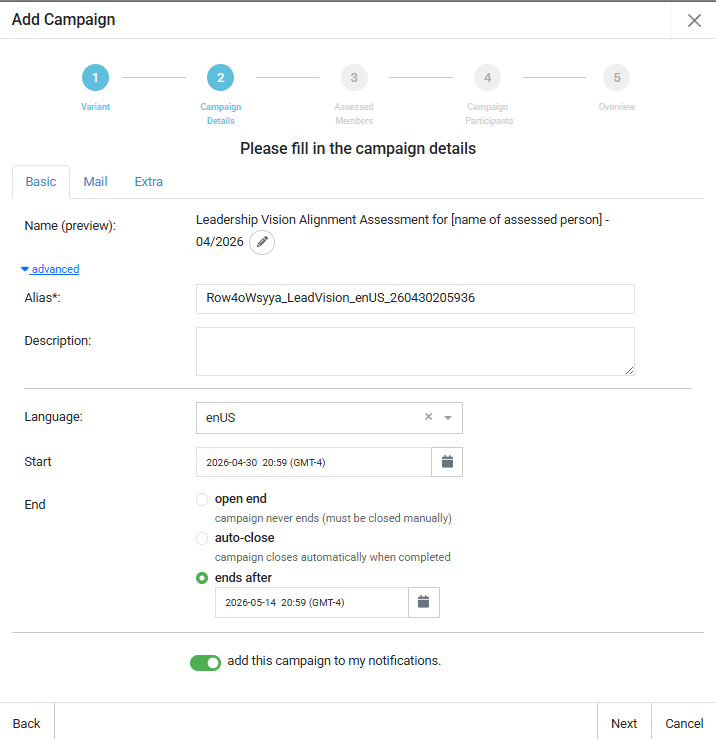 Add Campaign
1
2
3
4
5
Variant
Campaign
Details
Assessed
Members
Campaign
Participants
Overview
Please fill in the campaign details
Basic
Mail
Extra
Name (preview):
Leadership Vision Alignment Assessment for [name of assessed person] -
04/2026
advanced
Alias*:
Row4oWsyya_LeadVision_enUS_260430205936
Description:
Language:
enUS
Start
2026-04-30 20:59 (GMT-4)
End
open end
campaign never ends (must be closed manually)
auto-close
campaign closes automatically when completed
ends after
2026-05-14 20:59 (GMT-4)
add this campaign to my notifications.
Back
Next
Cancel